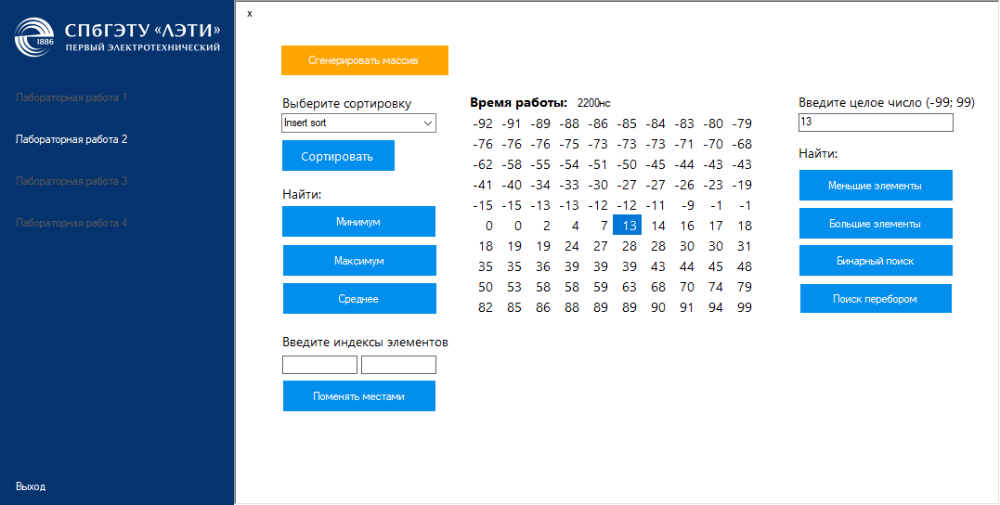 СПбГЭТУ «ЛЭТИ»
ПЕРВЫЙ ЭЛЕКТРОТЕХНИЧЕСКИЙ
1886
Лабораторная работа 1
Лабораторная работа 2
Лабораторная работа 3
Лабораторная работа 4
Выход
x
Сгенерировать массив
Выберите сортировку
Insert sort
Сортировать
Найти:
Минимум
Максимум
Среднее
Введите индексы элементов
Поменять местами
Время работы: 2200нс
-92 -91 -89 -88 -86 -85 -84 -83 -80 -79
-76 -76 -76 -75 -73 -73 -73 -71 -70 -68
-62 -58 -55 -54 -51 -50 -45 -44 -43 -43
-41 -40 -34 -33 -30 -27 -27 -26 -23 -19
-15 -15 -13 -13 -12 -12 -11 -9 -1 -1
0 0 2 4 7 13 14 16 17 18
18 19 19 24 27 28 28 30 30 31
35 35 36 39 39 39 43 44 45 48
50 53 58 58 59 63 68 70 74 79
82 85 86 88 89 89 90 91 94 99
Введите целое число (-99; 99)
13
Найти:
Меньшие элементы
Большие элементы
Бинарный поиск
Поиск перебором